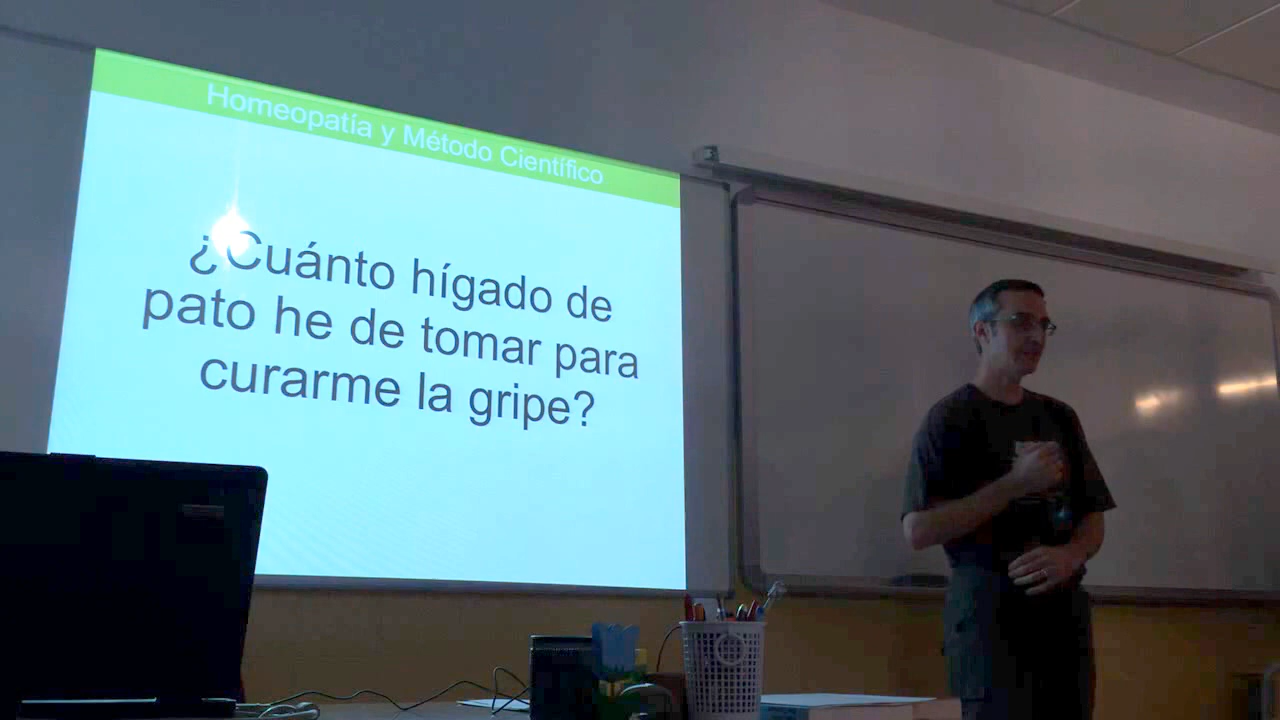 Homeopatía y Método Científico
¿Cuánto hígado de
pato he de tomar para
curarme la gripe?